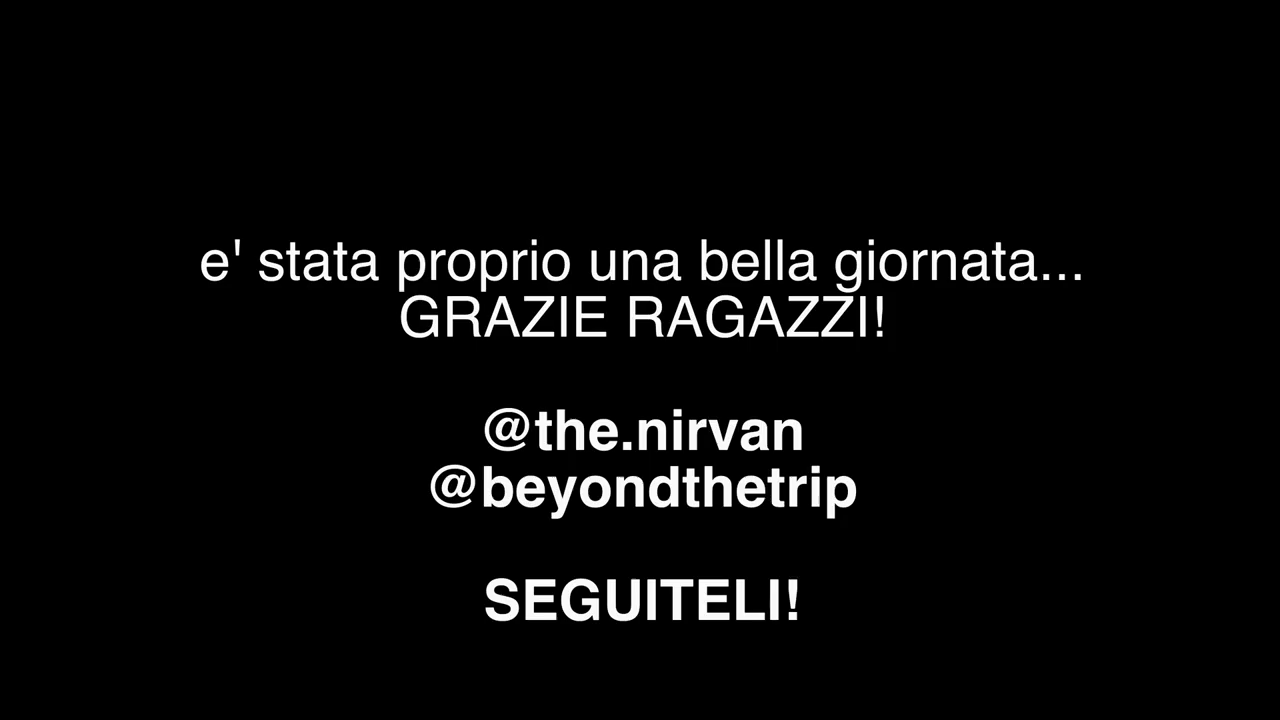 e' stata proprio una bella giornata...
GRAZIE RAGAZZI!
@the.nirvan
@beyondthetrip
SEGUITELI!